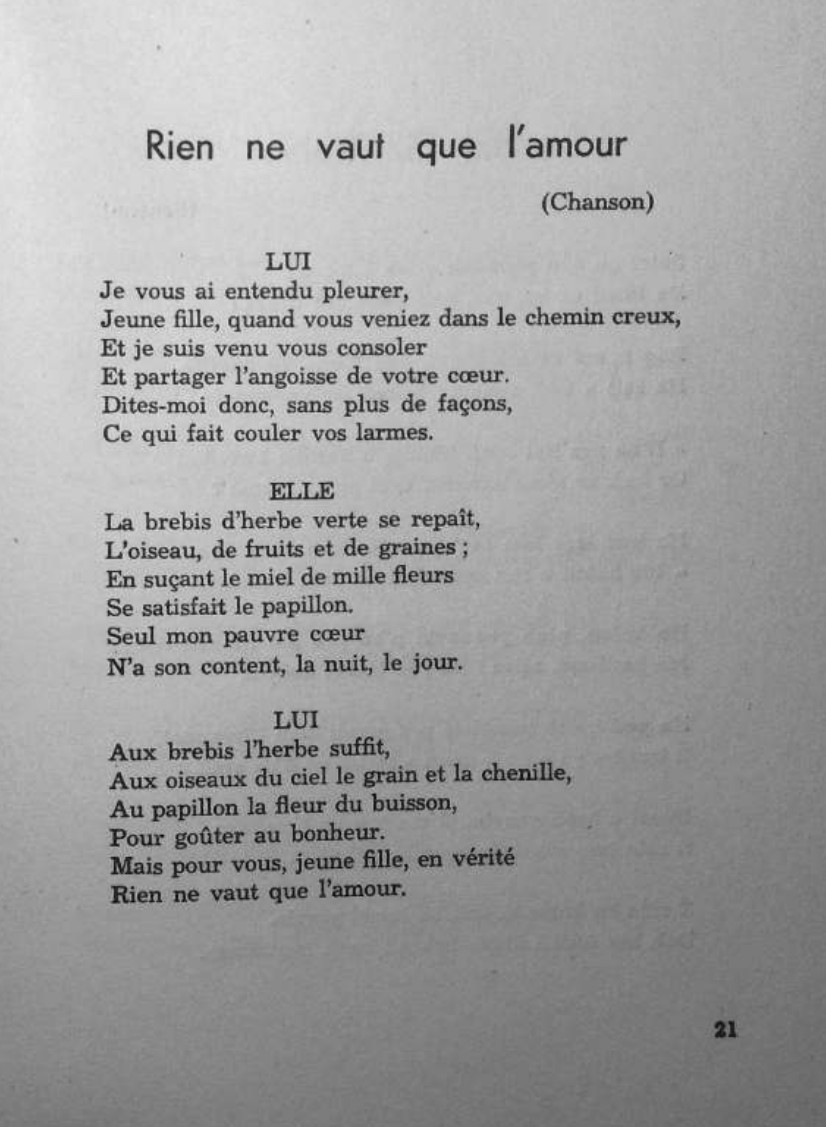 Rien ne vaut que l'amour
(Chanson)
LUI
Je vous ai entendu pleurer,
Jeune fille, quand vous veniez dans le chemin creux,
Et je suis venu vous consoler
Et partager l'angoisse de votre cœur.
Dites-moi donc, sans plus de façons,
Ce qui fait couler vos larmes.
ELLE
La brebis d'herbe verte se repaît,
L'oiseau, de fruits et de graines ;
En suçant le miel de mille fleurs
Se satisfait le papillon.
Seul mon pauvre cœur
N'a son content, la nuit, le jour.
LUI
Aux brebis l'herbe suffit,
Aux oiseaux du ciel le grain et la chenille,
Au papillon la fleur du buisson,
Pour goûter au bonheur.
Mais pour vous, jeune fille, en vérité
Rien ne vaut que l'amour.
21